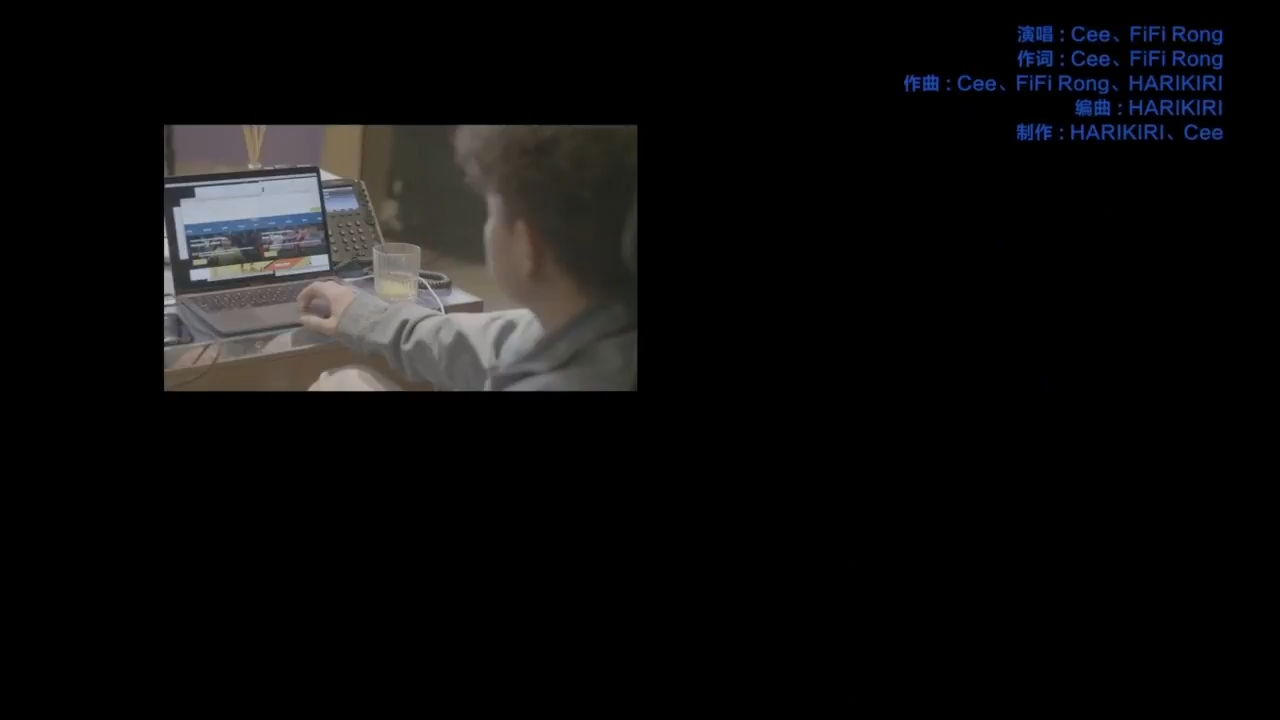 演唱：Cee、FiFi Rong
作词：Cee、FiFi Rong
作曲：Cee、FiFi Rong、HARIKIRI
编曲：HARIKIRI
制作：HARIKIRI、Cee